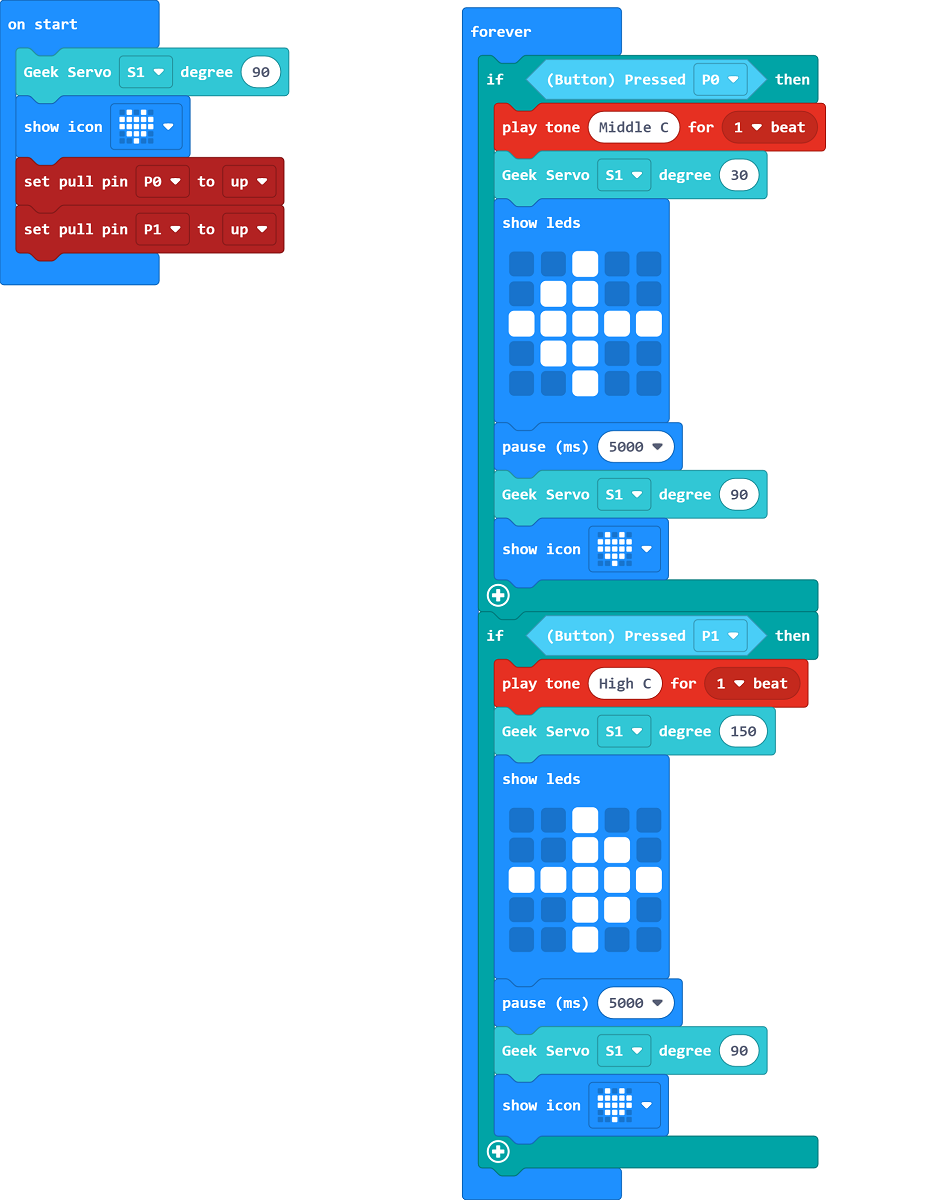 on start
Geek Servo S1 degree 90
show icon
set pull pin P0 to up
set pull pin P1 to up
forever
if (Button) Pressed P0 then
play tone Middle C for 1 beat
Geek Servo S1 degree 30
show leds
pause (ms) 5000
Geek Servo S1 degree 90
show icon
if (Button) Pressed P1 then
play tone High C for 1 beat
Geek Servo S1 degree 150
show leds
pause (ms) 5000
Geek Servo S1 degree 90
show icon